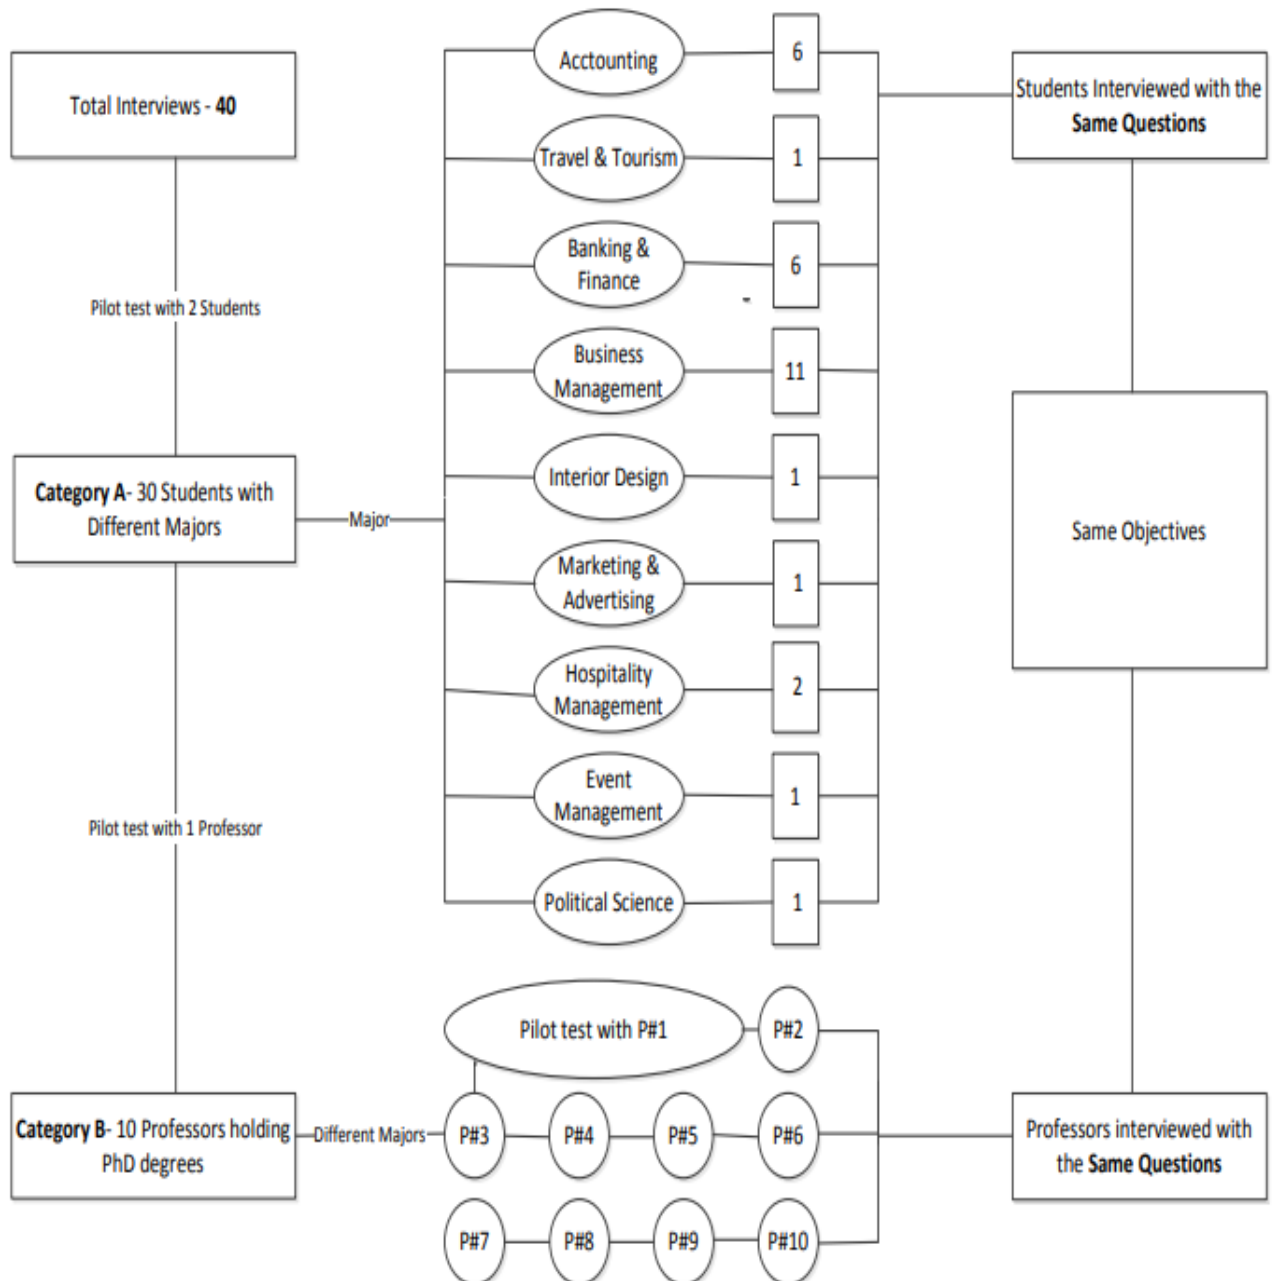 Total Interviews - 40
Pilot test with 2 Students
Category A- 30 Students with
Different Majors
Major
Pilot test with 1 Professor
Category B- 10 Professors holding
PhD degrees
Different Majors
Acctounting
6
Travel & Tourism
1
Banking &
Finance
6
Business
Management
11
Interior Design
1
Marketing &
Advertising
1
Hospitality
Management
2
Event
Management
1
Political Science
1
Pilot test with P#1
P#2
P#3
P#4
P#5
P#6
P#7
P#8
P#9
P#10
Students Interviewed with the
Same Questions
Same Objectives
Professors interviewed with
the Same Questions